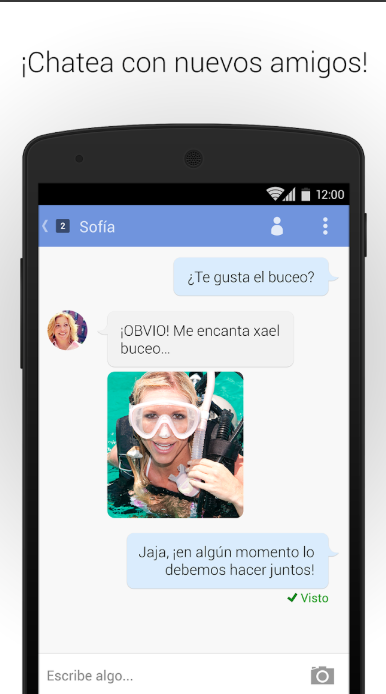 ¡Chatea con nuevos amigos!
12:00
2 Sofía
¿Te gusta el buceo?
¡OBVIO! Me encanta xael
buceo...
Jaja, ¡en algún momento lo
debemos hacer juntos!
Visto
Escribe algo...